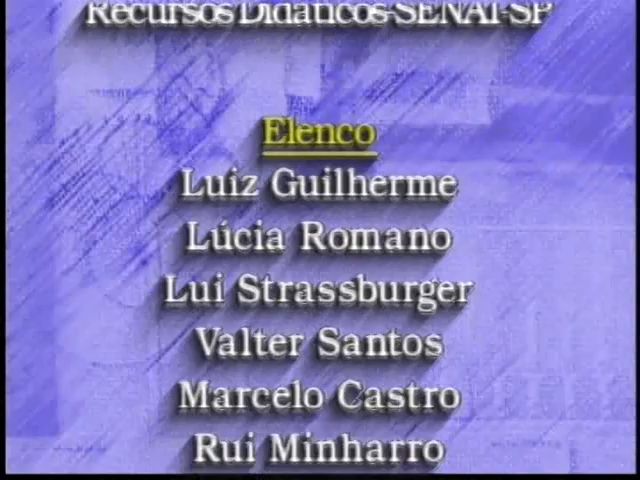 Recursos Didáticos-SENAI-SP
Elenco
Luiz Guilherme
Lúcia Romano
Lui Strassburger
Valter Santos
Marcelo Castro
Rui Minharro